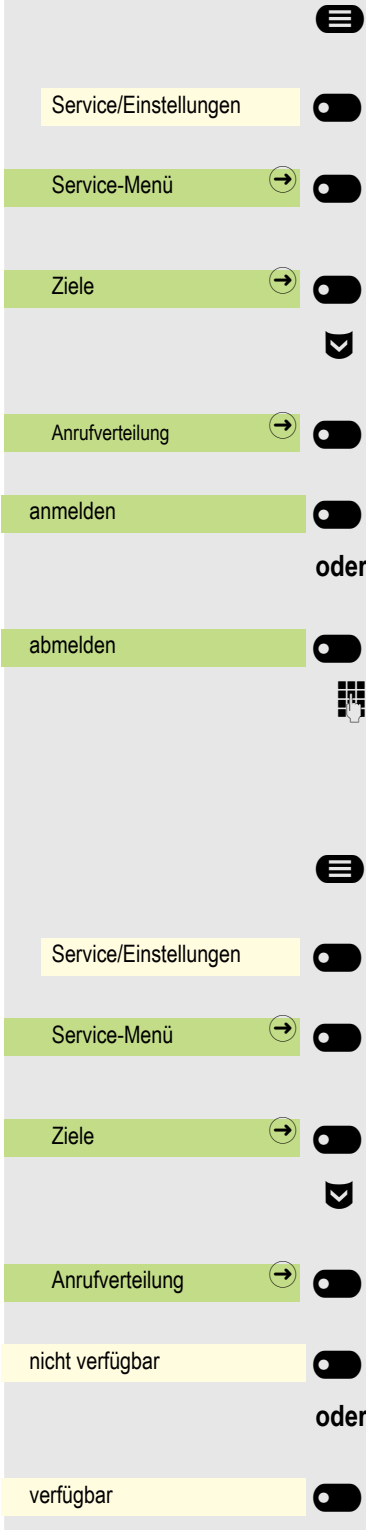 Service/Einstellungen
Service-Menü
Ziele
Anrufverteilung
anmelden
oder
abmelden
Service/Einstellungen
Service-Menü
Ziele
Anrufverteilung
nicht verfügbar
oder
verfügbar